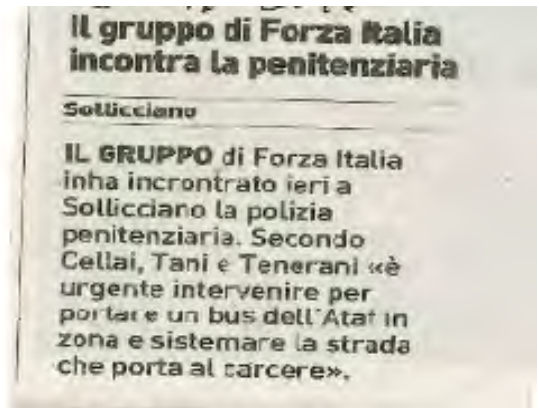 Il gruppo di Forza Italia
incontra la penitenziaria
Sollicciano
IL GRUPPO di Forza Italia
inha incrontrato ieri a
Sollicciano la polizia
penitenziaria. Secondo
Cellai, Tani e Tenerani «è
urgente intervenire per
portare un bus dell'Ataf in
zona e sistemare la strada
che porta al carcere».